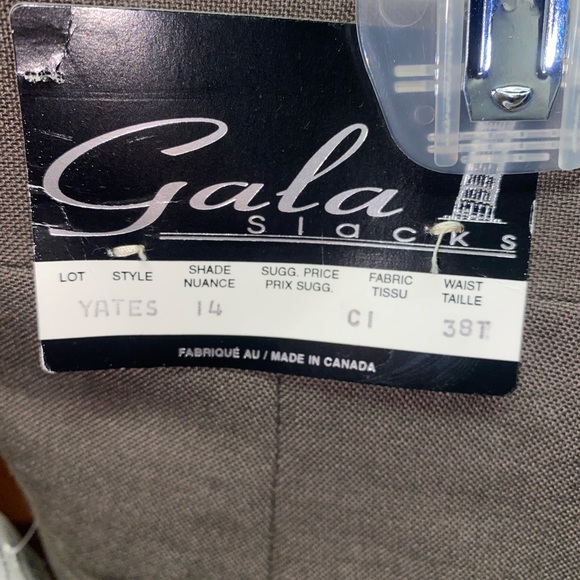 Gala
Slacks
LOT STYLE SHADE NUANCE SUGG. PRICE PRIX SUGG. FABRIC TISSU WAIST TAILLE
YATES 14 C1 38T
FABRIQUÉ AU / MADE IN CANADA